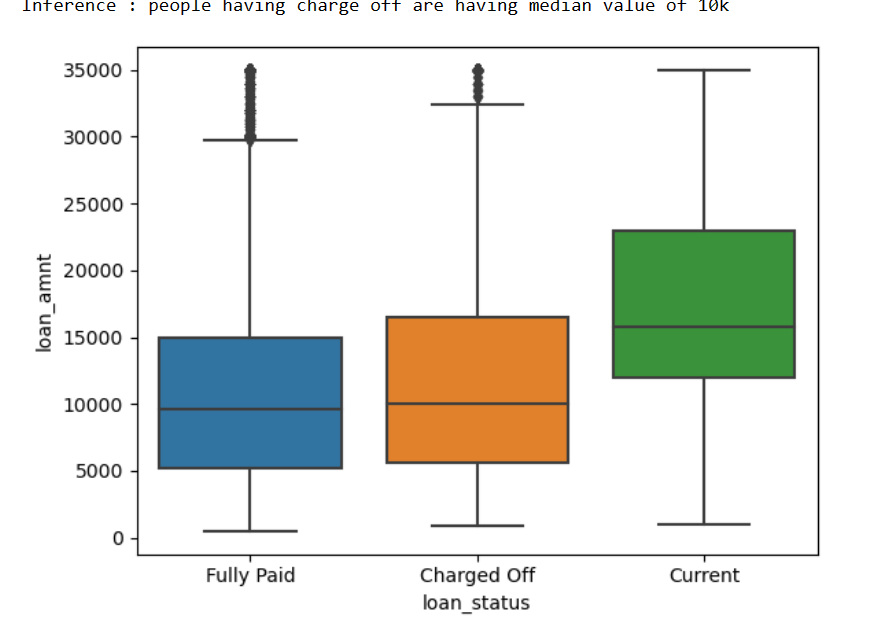 Inference : people having charge off are having median value of 10k
35000
30000
25000
20000
15000
10000
5000
0
loan_amnt
Fully Paid Charged Off Current
loan_status